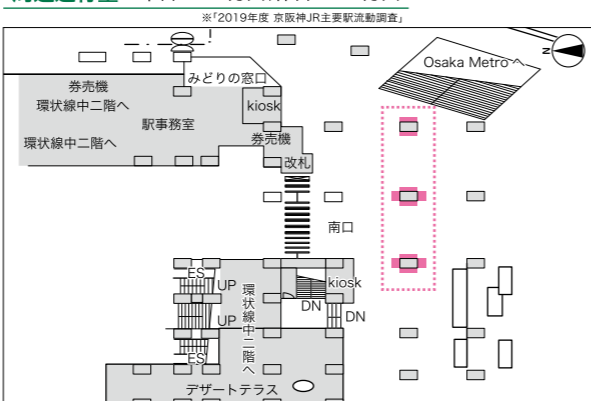 ※「2019年度 京阪神JR主要駅流動調査」
Osaka Metroへ
N
みどりの窓口
券売機
環状線中二階へ
kiosk
駅事務室
環状線中二階へ
券売機
改札
南口
ES
UP
環状線中二階へ
kiosk
DN
DN
UP
ES
デザートテラス